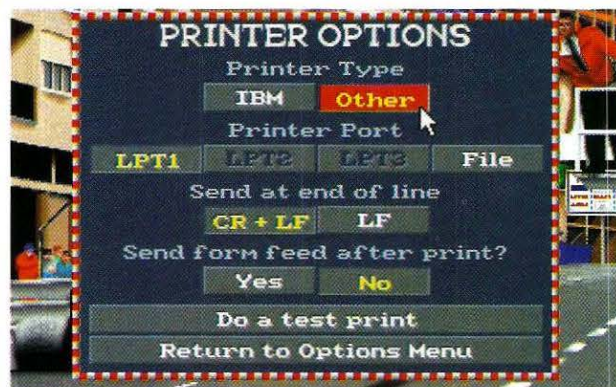 PRINTER OPTIONS
Printer Type
IBM Other
Printer Port
LPT1 LPT2 LPT3 File
Send at end of line
CR + LF LF
Send form feed after print?
Yes No
Do a test print
Return to Options Menu